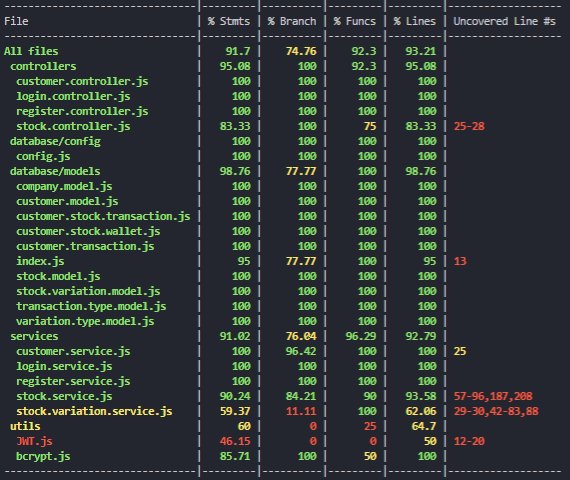 -------------------------------|---------|----------|---------|---------|-------------------
File | % Stmts | % Branch | % Funcs | % Lines | Uncovered Line #s
-------------------------------|---------|----------|---------|---------|-------------------
All files | 91.7 | 74.76 | 92.3 | 93.21 |
controllers | 95.08 | 100 | 92.3 | 95.08 |
customer.controller.js | 100 | 100 | 100 | 100 |
login.controller.js | 100 | 100 | 100 | 100 |
register.controller.js | 100 | 100 | 100 | 100 |
stock.controller.js | 83.33 | 100 | 75 | 83.33 | 25-28
database/config | 100 | 100 | 100 | 100 |
config.js | 100 | 100 | 100 | 100 |
database/models | 98.76 | 77.77 | 100 | 98.76 |
company.model.js | 100 | 100 | 100 | 100 |
customer.model.js | 100 | 100 | 100 | 100 |
customer.stock.transaction.js | 100 | 100 | 100 | 100 |
customer.stock.wallet.js | 100 | 100 | 100 | 100 |
customer.transaction.js | 100 | 100 | 100 | 100 |
index.js | 95 | 77.77 | 100 | 95 | 13
stock.model.js | 100 | 100 | 100 | 100 |
stock.variation.model.js | 100 | 100 | 100 | 100 |
transaction.type.model.js | 100 | 100 | 100 | 100 |
variation.type.model.js | 100 | 100 | 100 | 100 |
services | 91.02 | 76.04 | 96.29 | 92.79 |
customer.service.js | 100 | 96.42 | 100 | 100 | 25
login.service.js | 100 | 100 | 100 | 100 |
register.service.js | 100 | 100 | 100 | 100 |
stock.service.js | 90.24 | 84.21 | 90 | 93.58 | 57-96,187,208
stock.variation.service.js | 59.37 | 11.11 | 100 | 62.06 | 29-30,42-83,88
utils | 60 | 0 | 25 | 64.7 |
JWT.js | 46.15 | 0 | 0 | 50 | 12-20
bcrypt.js | 85.71 | 100 | 50 | 100 |
-------------------------------|---------|----------|---------|---------|-------------------